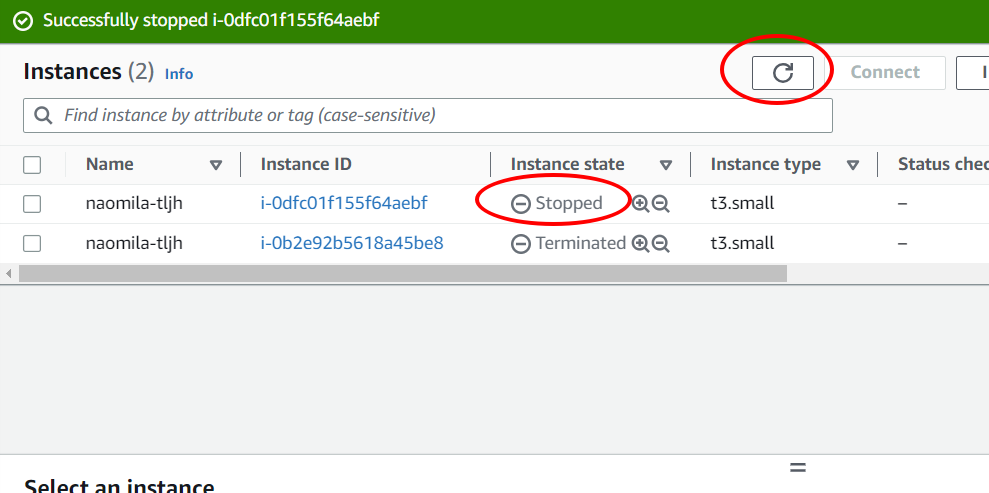 Successfully stopped i-0dfc01f155f64aebf
Instances (2) Info
Connect
Find instance by attribute or tag (case-sensitive)
Name Instance ID Instance state Instance type Status chec
naomila-tljh i-0dfc01f155f64aebf Stopped t3.small –
naomila-tljh i-0b2e92b5618a45be8 Terminated t3.small –
Select an instance